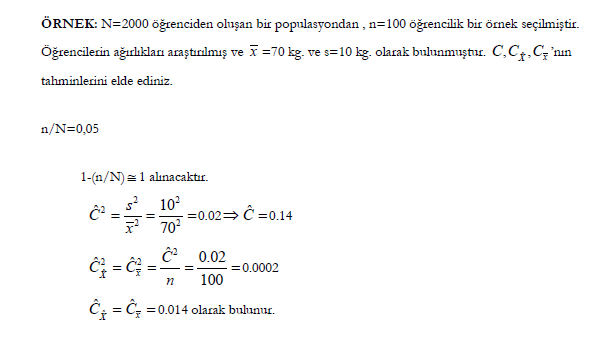 ÖRNEK: N=2000 öğrenciden oluşan bir populasyondan , n=100 öğrencilik bir örnek seçilmiştir.
Öğrencilerin ağırlıkları araştırılmış ve x̅ =70 kg. ve s=10 kg. olarak bulunmuştur. C,C_X̂,C_x̅ 'nın
tahminlerini elde ediniz.
n/N=0,05
1-(n/N)≅1 alınacaktır.
Ĉ² = s²/x̅² = 10²/70² =0.02⇒ Ĉ =0.14
Ĉ²_X̂ = Ĉ²_x̅ = Ĉ²/n = 0.02/100 =0.0002
Ĉ_X̂ = Ĉ_x̅ =0.014 olarak bulunur.